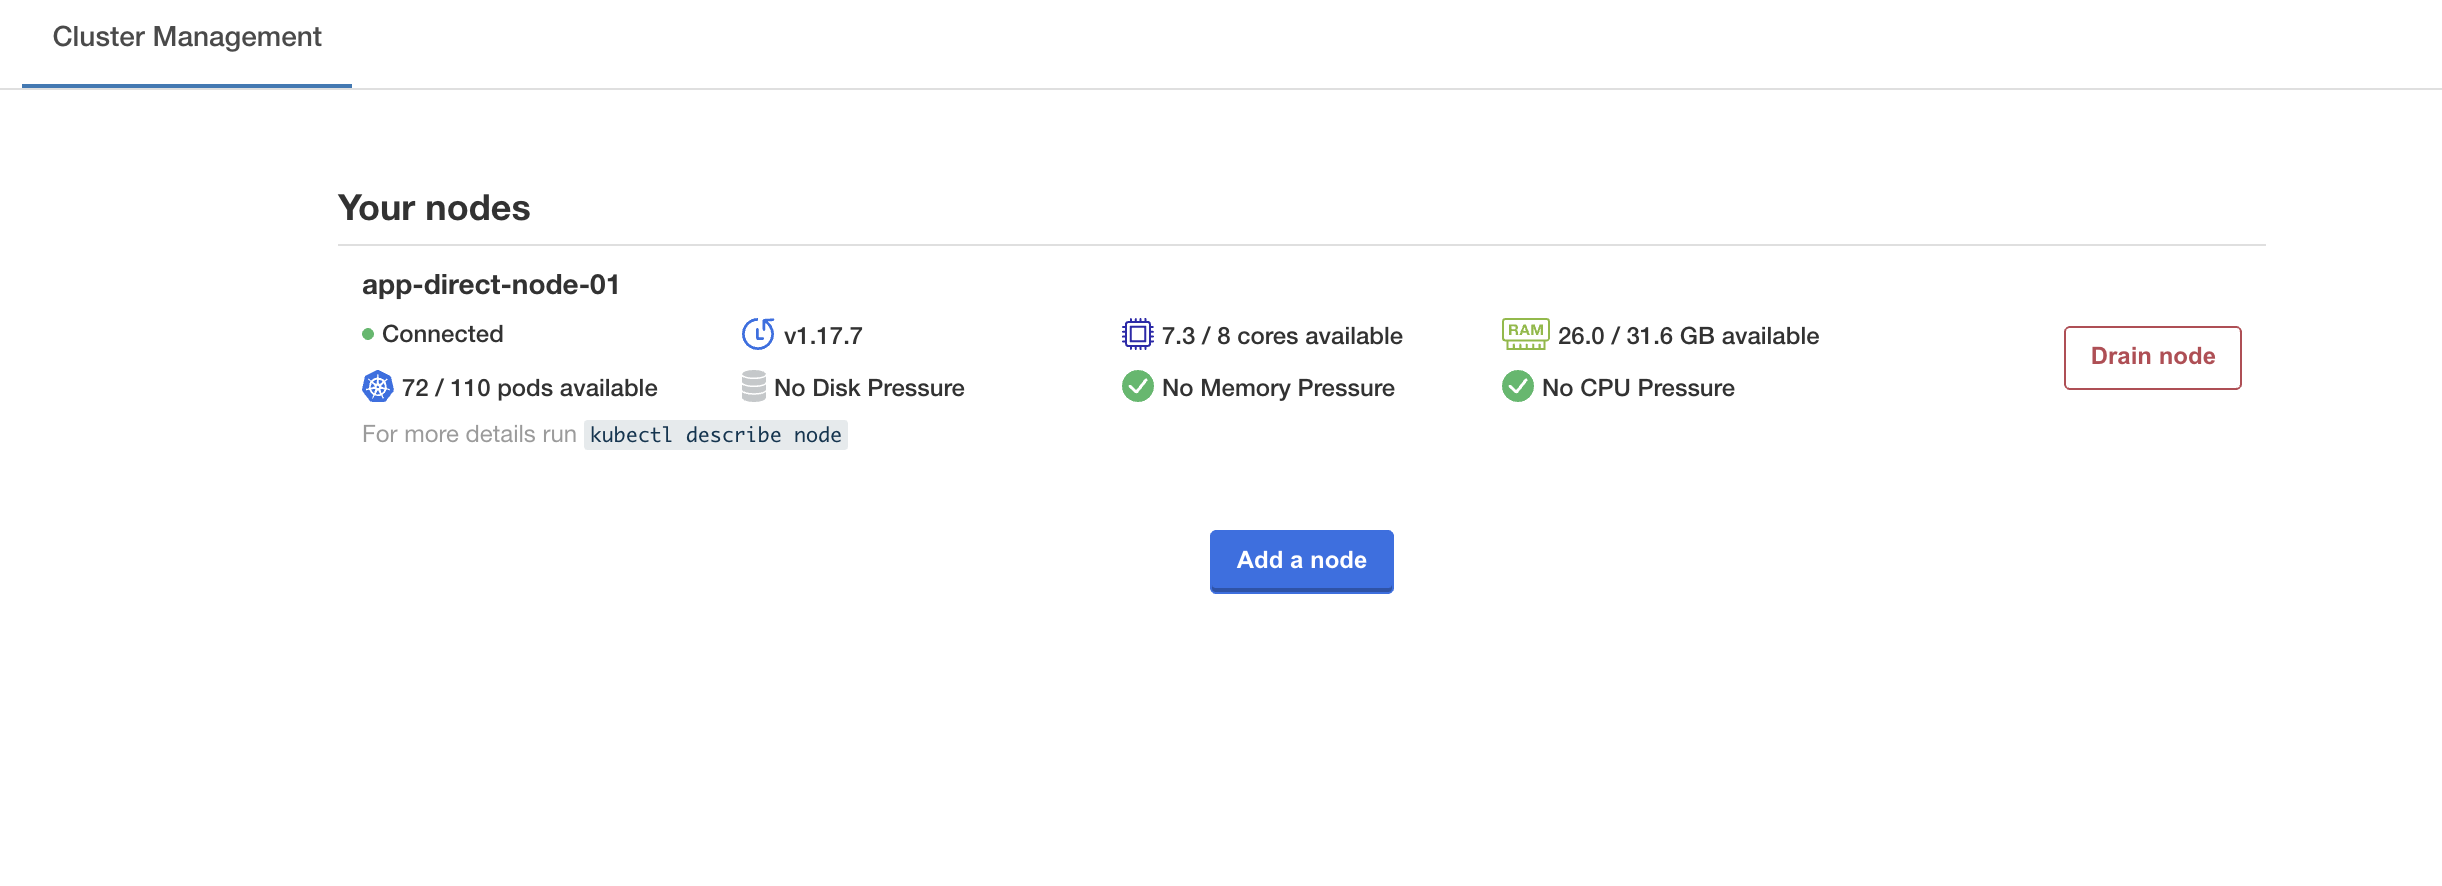 Cluster Management
Your nodes
app-direct-node-01
Connected
v1.17.7
7.3 / 8 cores available
RAM
26.0 / 31.6 GB available
Drain node
72 / 110 pods available
No Disk Pressure
No Memory Pressure
No CPU Pressure
For more details run kubectl describe node
Add a node